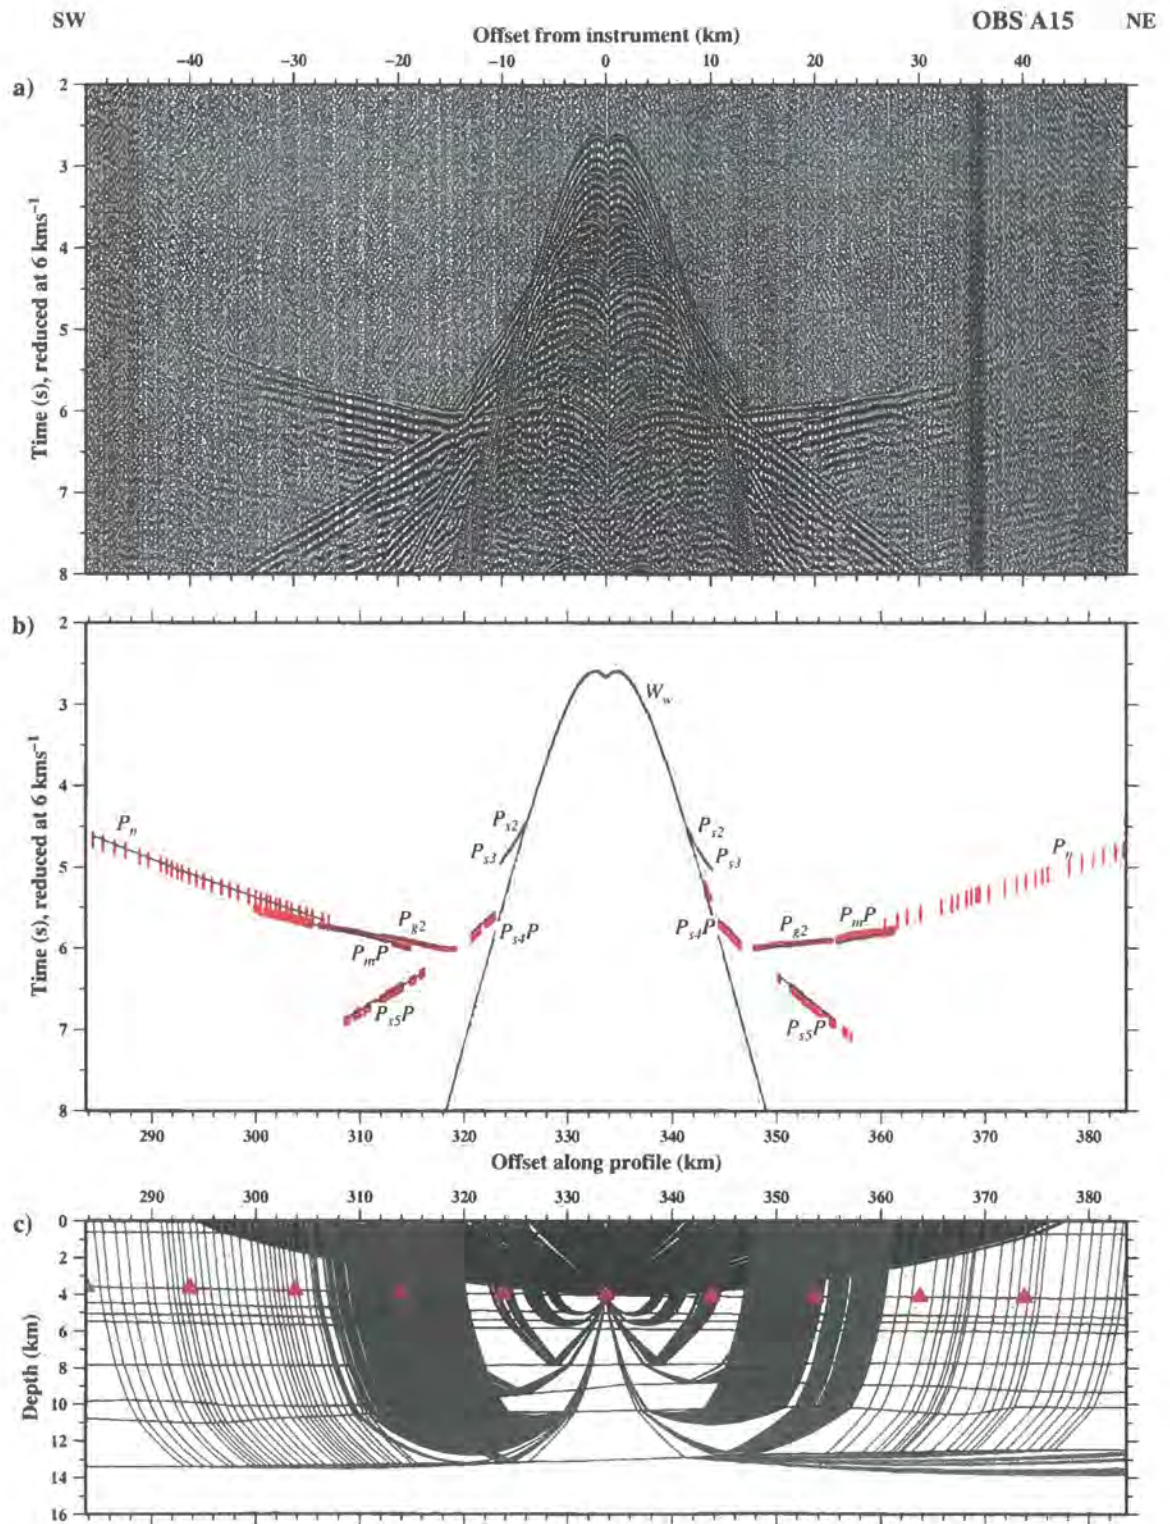 SW OBS A15 NE
Offset from instrument (km)
−40 −30 −20 −10 0 10 20 30 40
a)
2
3
4
5
6
7
8
Time (s), reduced at 6 kms⁻¹
b)
2
3
4
5
6
7
8
Time (s), reduced at 6 kms⁻¹
W_w
P_n P_s2 P_s2 P_n
P_s3 P_s3
P_g2 P_s4P P_g2 P_mP
P_mP
P_s5P P_s5P
290 300 310 320 330 340 350 360 370 380
Offset along profile (km)
290 300 310 320 330 340 350 360 370 380
c)
0
2
4
6
8
10
12
14
16
Depth (km)
P_s4P